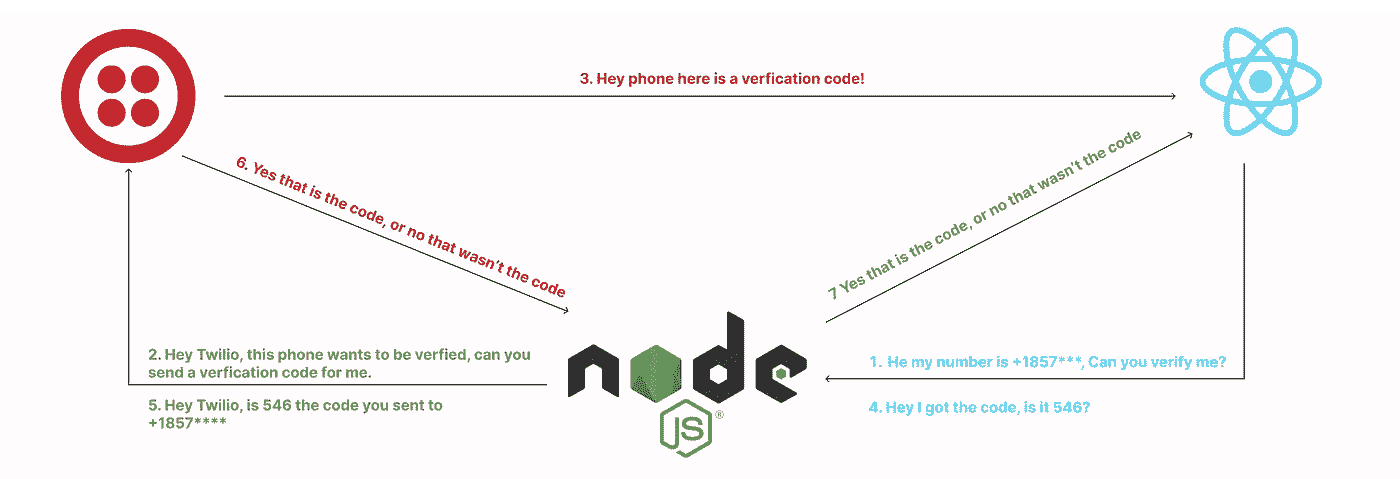 3. Hey phone here is a verfication code!
6. Yes that is the code, or no that wasn't the code
7 Yes that is the code, or no that wasn't the code
2. Hey Twilio, this phone wants to be verfied, can you
send a verfication code for me.
5. Hey Twilio, is 546 the code you sent to
+1857****
node
JS®
1. He my number is +1857***, Can you verify me?
4. Hey I got the code, is it 546?